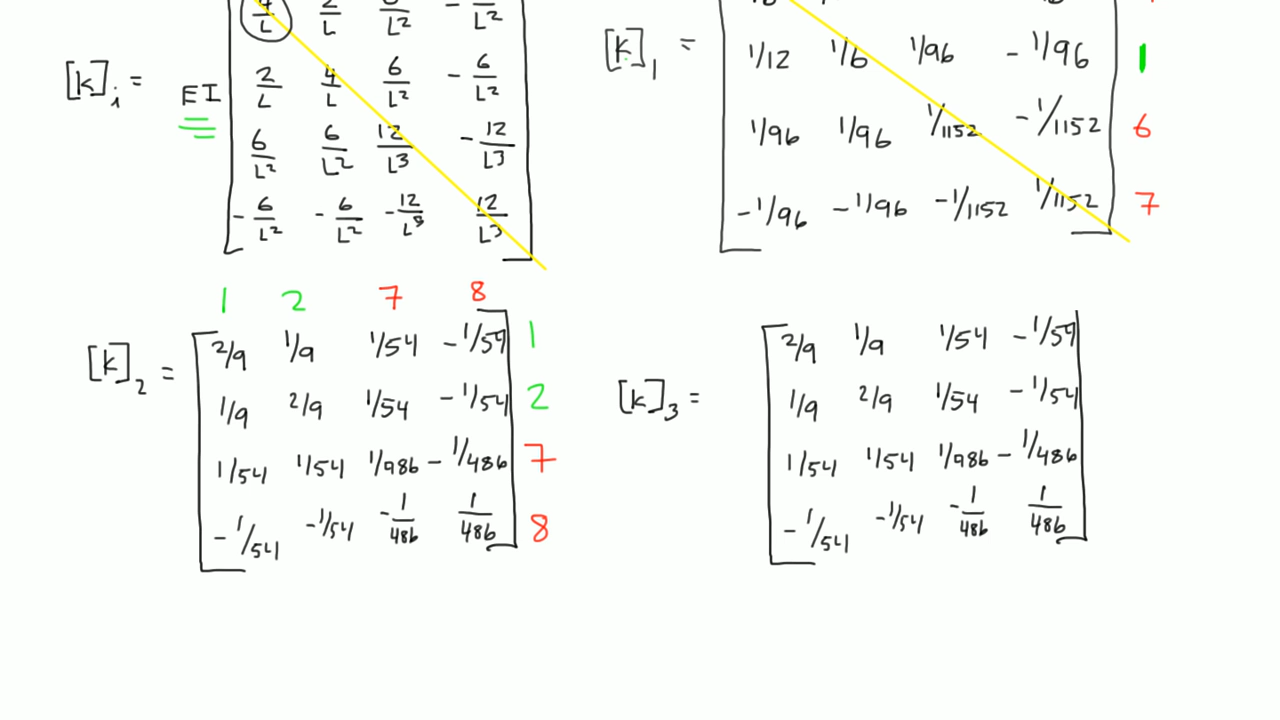 4/L 2/L L² - L²
[k]ᵢ = EI
2/L 4/L 6/L² - 6/L²
6/L² 6/L² 12/L³ - 12/L³
- 6/L² - 6/L² - 12/L³ 12/L³
[k]₁ =
1/12 1/6 1/96 - 1/96 1
1/96 1/96 1/1152 - 1/1152 6
- 1/96 - 1/96 - 1/1152 1/1152 7
1 2 7 8
[k]₂ =
2/9 1/9 1/54 - 1/54 1
1/9 2/9 1/54 - 1/54 2
1/54 1/54 1/986 - 1/486 7
- 1/54 - 1/54 - 1/486 1/486 8
[k]₃ =
2/9 1/9 1/54 - 1/54
1/9 2/9 1/54 - 1/54
1/54 1/54 1/986 - 1/486
- 1/54 - 1/54 - 1/486 1/486